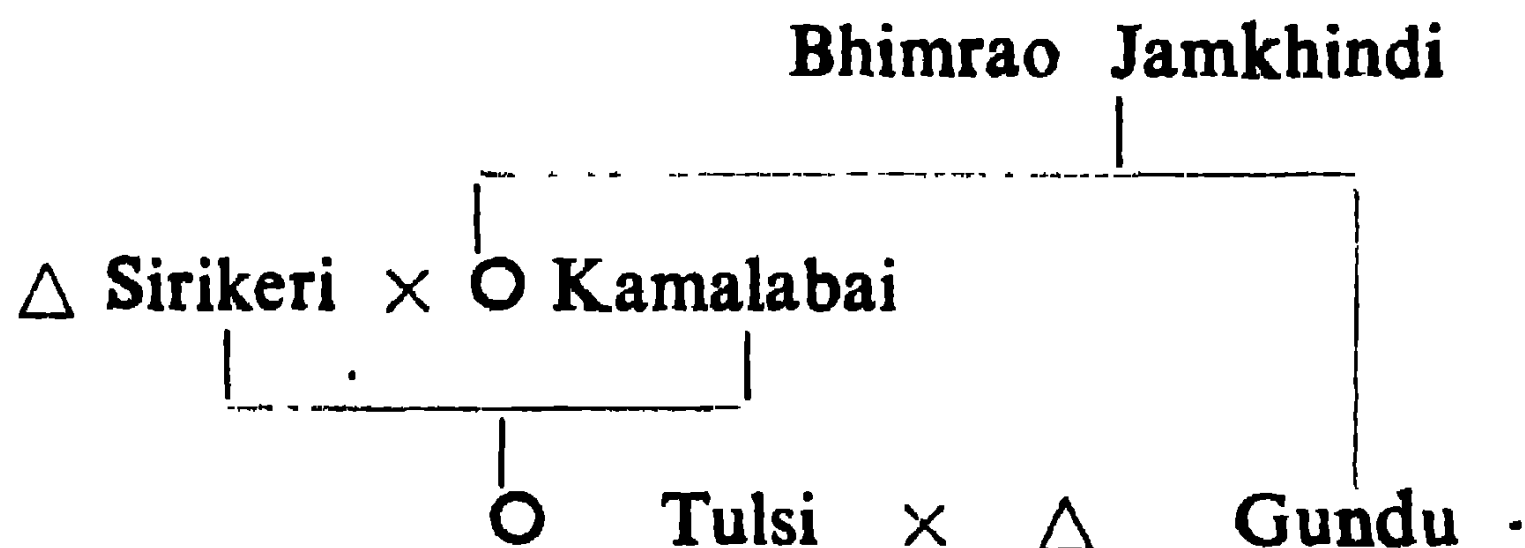 Bhimrao Jamkhindi
△ Sirikeri × O Kamalabai
O Tulsi × △ Gundu